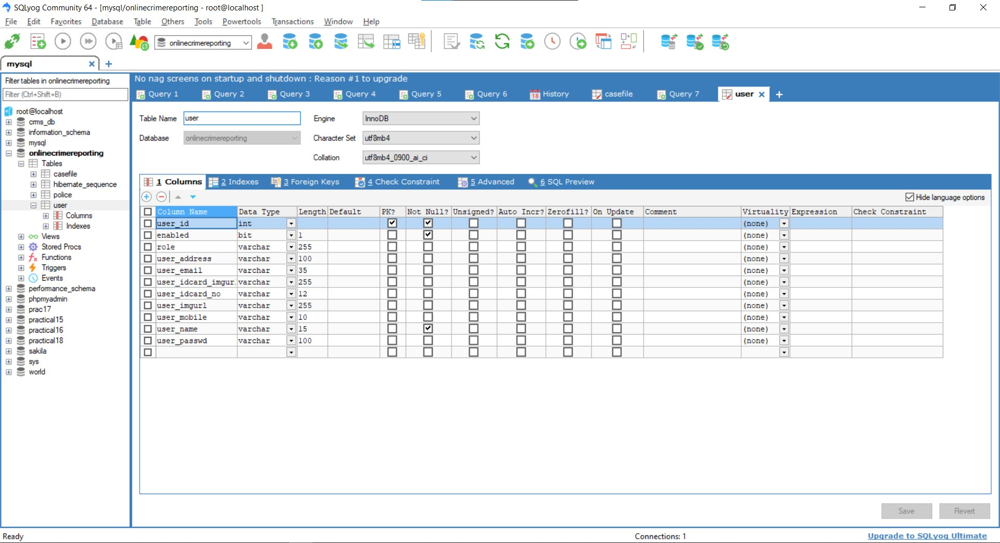 SQLyog Community 64 - [mysql/onlinecrimereporting - root@localhost ]
File Edit Favorites Database Table Others Tools Powertools Transactions Window Help
onlinecrimereporting
mysql
Filter tables in onlinecrimereporting
Filter (Ctrl+Shift+B)
root@localhost
crms_db
information_schema
mysql
onlinecrimereporting
Tables
casefile
hibernate_sequence
police
user
Columns
Indexes
Views
Stored Procs
Functions
Triggers
Events
performance_schema
phpmyadmin
prac17
practical15
practical16
practical18
sakila
sys
world
No nag screens on startup and shutdown : Reason #1 to upgrade
Query 1 Query 2 Query 3 Query 4 Query 5 Query 6 18 History casefile Query 7 user
Table Name user Engine InnoDB
Database onlinecrimereporting Character Set utf8mb4
Collation utf8mb4_0900_ai_ci
1 Columns 2 Indexes 3 Foreign Keys 4 Check Constraint 5 Advanced 6 SQL Preview
Hide language options
Column Name Data Type Length Default PK? Not Null? Unsigned? Auto Incr? Zerofill? On Update Comment Virtuality Expression Check Constraint
user_id int (none)
enabled bit 1 (none)
role varchar 255 (none)
user_address varchar 100 (none)
user_email varchar 35 (none)
user_idcard_imgur varchar 255 (none)
user_idcard_no varchar 12 (none)
user_imgurl varchar 255 (none)
user_mobile varchar 10 (none)
user_name varchar 15 (none)
user_passwd varchar 100 (none)
Save Revert
Ready Connections: 1 Upgrade to SQLyog Ultimate